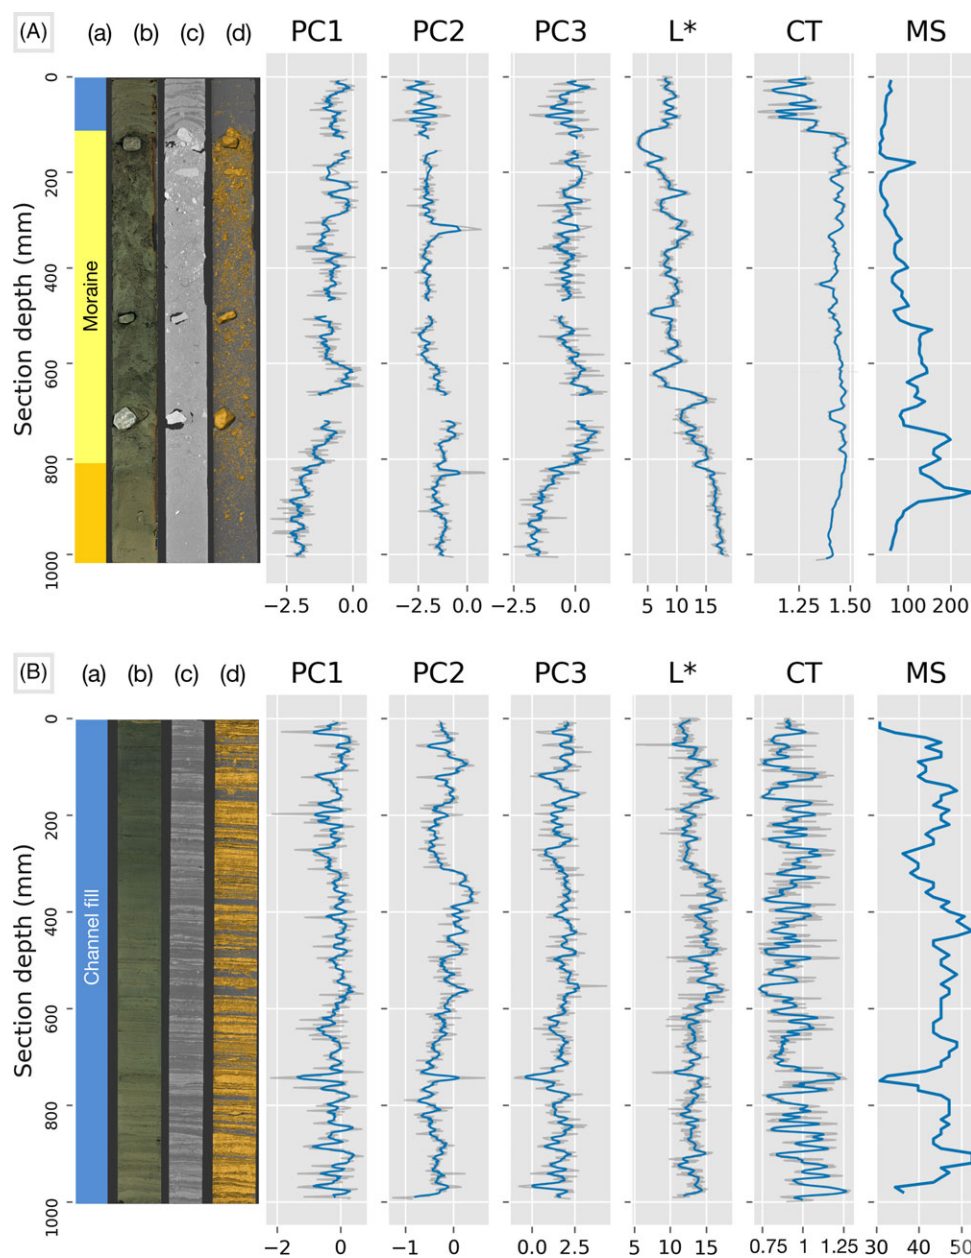 (A) (a) (b) (c) (d) PC1 PC2 PC3 L* CT MS
Section depth (mm)
0
200
400
600
800
1000
Moraine
−2.5 0.0 −2.5 0.0 −2.5 0.0 5 10 15 1.25 1.50 100 200
(B) (a) (b) (c) (d) PC1 PC2 PC3 L* CT MS
Section depth (mm)
0
200
400
600
800
1000
Channel fill
−2 0 −1 0 0.0 2.5 5 10 15 0.75 1 1.25 30 40 50